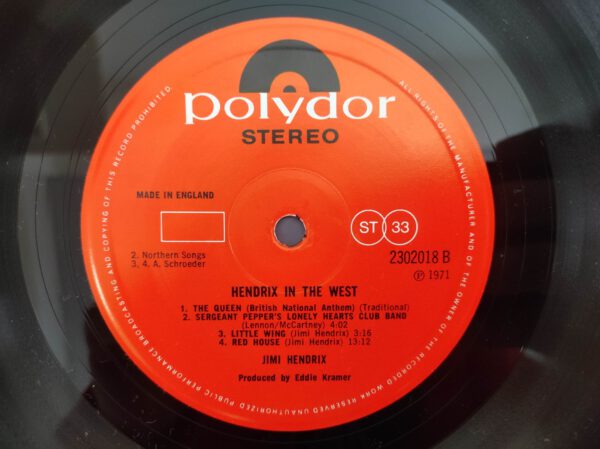 polydor
STEREO
MADE IN ENGLAND
ST 33
2. Northern Songs
3, 4. A. Schroeder
2302018 B
Ⓟ 1971
HENDRIX IN THE WEST
1. THE QUEEN (British National Anthem) (Traditional)
2. SERGEANT PEPPER'S LONELY HEARTS CLUB BAND
(Lennon/McCartney) 4:02
3. LITTLE WING (Jimi Hendrix) 3:16
4. RED HOUSE (Jimi Hendrix) 13:12
JIMI HENDRIX
Produced by Eddie Kramer
ALL RIGHTS OF THE MANUFACTURER AND OF THE OWNER OF THE RECORDED WORK RESERVED UNAUTHORIZED PUBLIC PERFORMANCE BROADCASTING AND COPYING OF THIS RECORD PROHIBITED